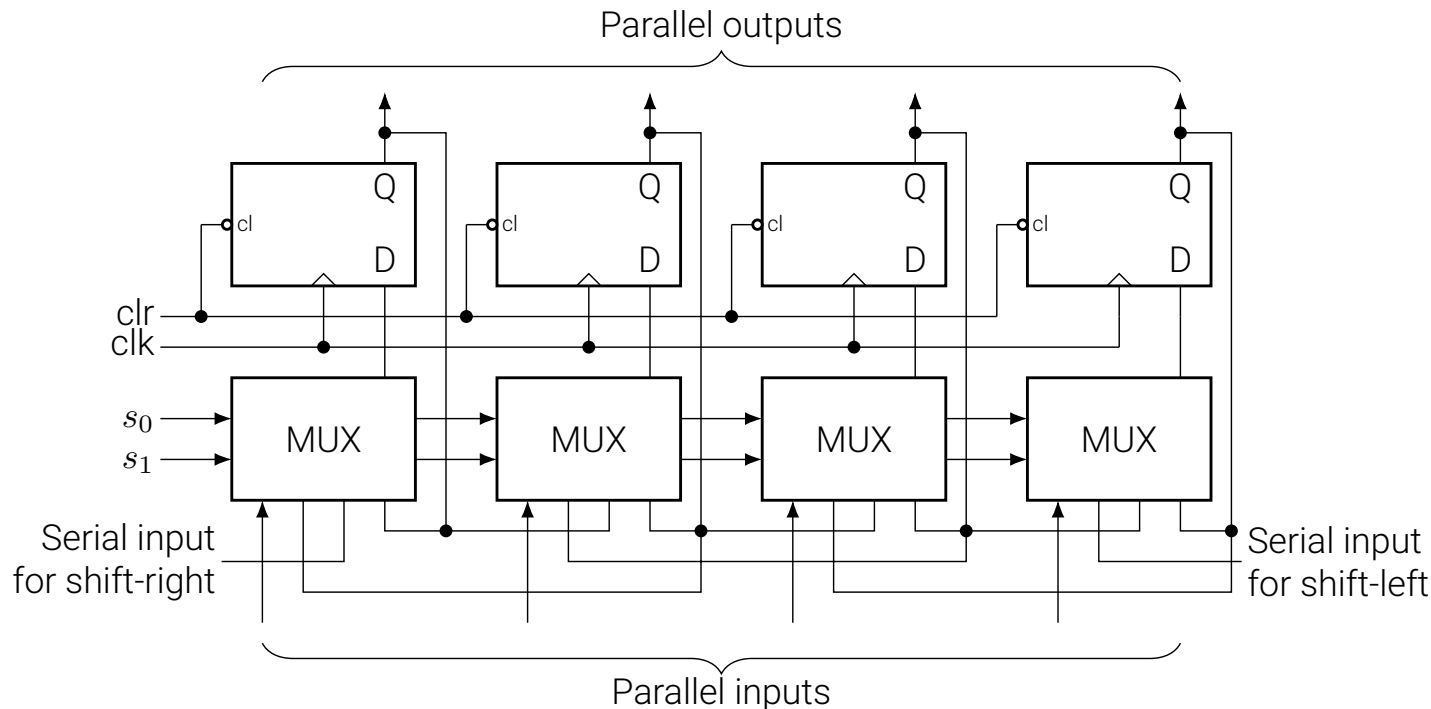 Parallel outputs
Q Q Q Q
cl cl cl cl
D D D D
clr
clk
s0
MUX MUX MUX MUX
s1
Serial input
for shift-right
Serial input
for shift-left
Parallel inputs